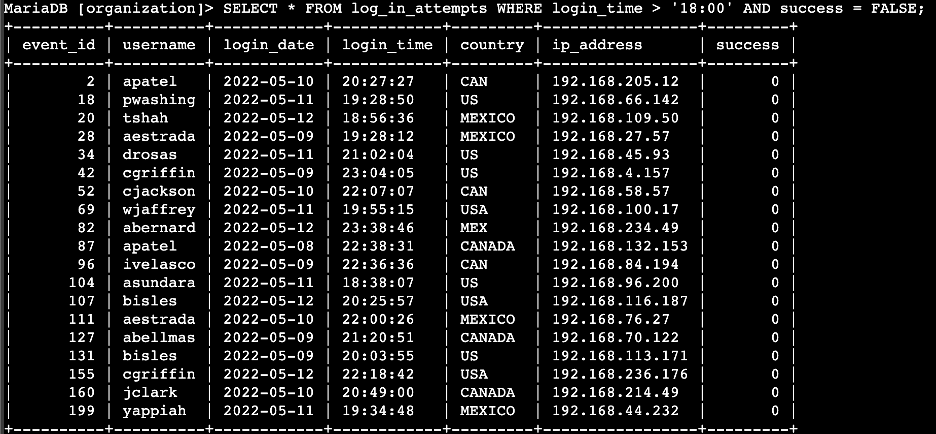 MariaDB [organization]> SELECT * FROM log_in_attempts WHERE login_time > '18:00' AND success = FALSE;
+----------+----------+------------+------------+---------+-----------------+---------+
| event_id | username | login_date | login_time | country | ip_address      | success |
+----------+----------+------------+------------+---------+-----------------+---------+
|        2 | apatel   | 2022-05-10 | 20:27:27   | CAN     | 192.168.205.12  |       0 |
|       18 | pwashing | 2022-05-11 | 19:28:50   | US      | 192.168.66.142  |       0 |
|       20 | tshah    | 2022-05-12 | 18:56:36   | MEXICO  | 192.168.109.50  |       0 |
|       28 | aestrada | 2022-05-09 | 19:28:12   | MEXICO  | 192.168.27.57   |       0 |
|       34 | drosas   | 2022-05-11 | 21:02:04   | US      | 192.168.45.93   |       0 |
|       42 | cgriffin | 2022-05-09 | 23:04:05   | US      | 192.168.4.157   |       0 |
|       52 | cjackson | 2022-05-10 | 22:07:07   | CAN     | 192.168.58.57   |       0 |
|       69 | wjaffrey | 2022-05-11 | 19:55:15   | USA     | 192.168.100.17  |       0 |
|       82 | abernard | 2022-05-12 | 23:38:46   | MEX     | 192.168.234.49  |       0 |
|       87 | apatel   | 2022-05-08 | 22:38:31   | CANADA  | 192.168.132.153 |       0 |
|       96 | ivelasco | 2022-05-09 | 22:36:36   | CAN     | 192.168.84.194  |       0 |
|      104 | asundara | 2022-05-11 | 18:38:07   | US      | 192.168.96.200  |       0 |
|      107 | bisles   | 2022-05-12 | 20:25:57   | USA     | 192.168.116.187 |       0 |
|      111 | aestrada | 2022-05-10 | 22:00:26   | MEXICO  | 192.168.76.27   |       0 |
|      127 | abellmas | 2022-05-09 | 21:20:51   | CANADA  | 192.168.70.122  |       0 |
|      131 | bisles   | 2022-05-09 | 20:03:55   | US      | 192.168.113.171 |       0 |
|      155 | cgriffin | 2022-05-12 | 22:18:42   | USA     | 192.168.236.176 |       0 |
|      160 | jclark   | 2022-05-10 | 20:49:00   | CANADA  | 192.168.214.49  |       0 |
|      199 | yappiah  | 2022-05-11 | 19:34:48   | MEXICO  | 192.168.44.232  |       0 |
+----------+----------+------------+------------+---------+-----------------+---------+